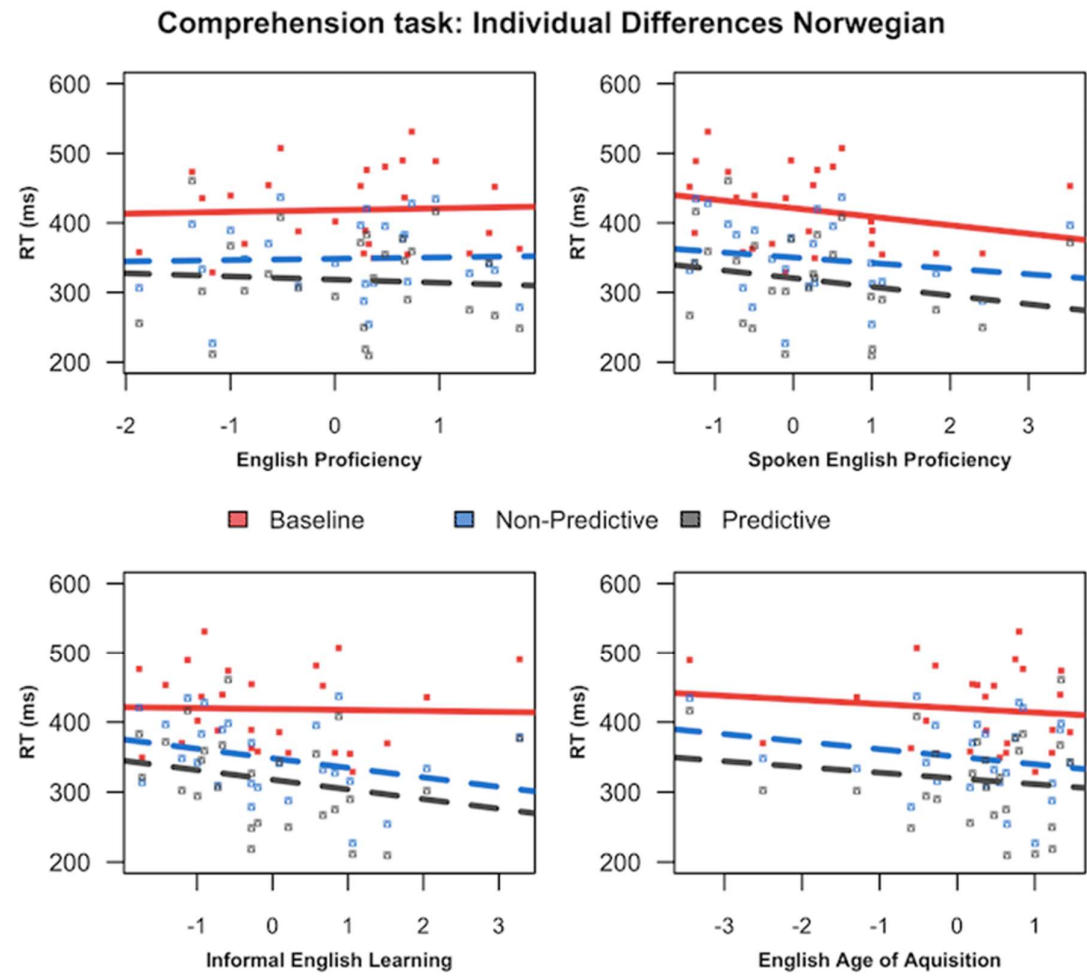 Comprehension task: Individual Differences Norwegian
600
500
400
300
200
RT (ms)
-2 -1 0 1
English Proficiency
600
500
400
300
200
RT (ms)
-1 0 1 2 3
Spoken English Proficiency
Baseline Non-Predictive Predictive
600
500
400
300
200
RT (ms)
-1 0 1 2 3
Informal English Learning
600
500
400
300
200
RT (ms)
-3 -2 -1 0 1
English Age of Aquisition